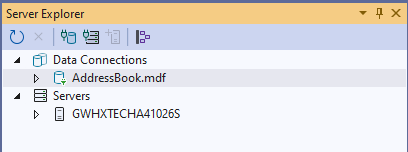 Server Explorer
Data Connections
AddressBook.mdf
Servers
GWHXTECHA41026S